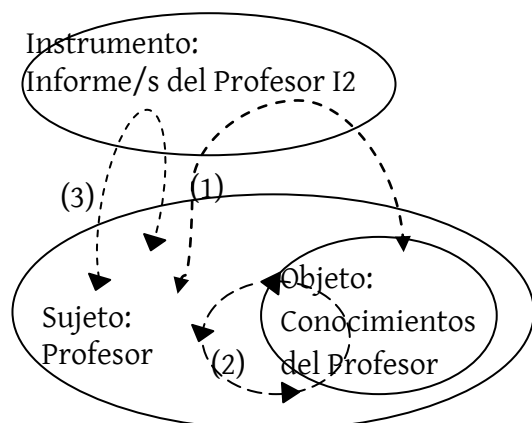 Instrumento:
Informe/s del Profesor I2
(3)
(1)
Sujeto:
Profesor
(2)
Objeto:
Conocimientos
del Profesor